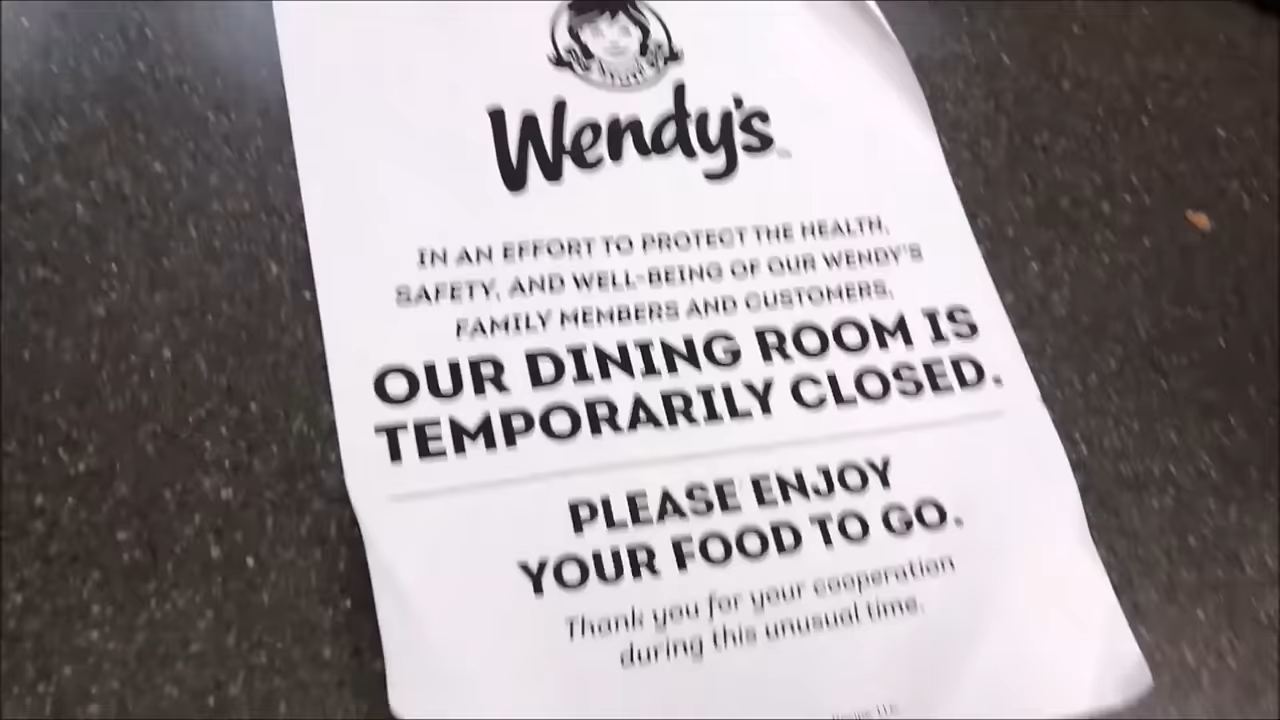 Wendy's
IN AN EFFORT TO PROTECT THE HEALTH,
SAFETY, AND WELL-BEING OF OUR WENDY'S
FAMILY MEMBERS AND CUSTOMERS,
OUR DINING ROOM IS
TEMPORARILY CLOSED.
PLEASE ENJOY
YOUR FOOD TO GO.
Thank you for your cooperation
during this unusual time.